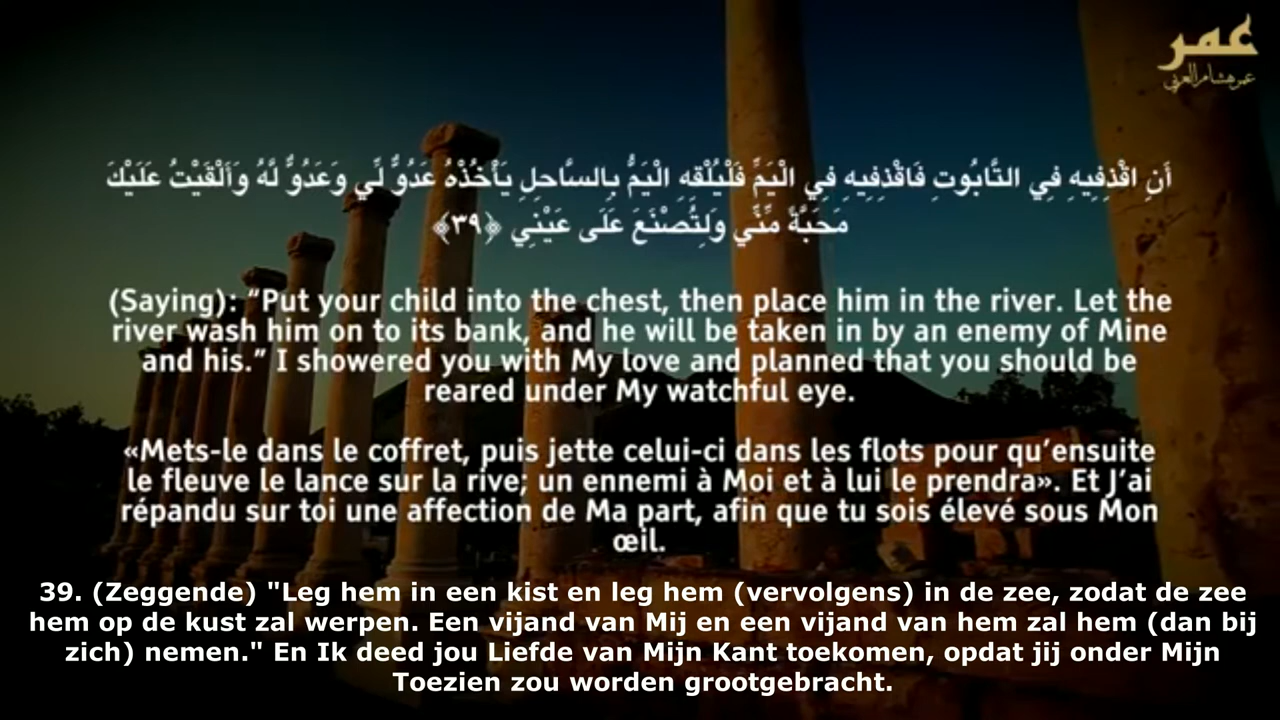 عمر
عمر هشام العربي
أَنِ اقْذِفِيهِ فِي التَّابُوتِ فَاقْذِفِيهِ فِي الْيَمِّ فَلْيُلْقِهِ الْيَمُّ بِالسَّاحِلِ يَأْخُذْهُ عَدُوٌّ لِّي وَعَدُوٌّ لَّهُ وَأَلْقَيْتُ عَلَيْكَ
مَحَبَّةً مِّنِّي وَلِتُصْنَعَ عَلَى عَيْنِي ﴿٣٩﴾
(Saying): “Put your child into the chest, then place him in the river. Let the
river wash him on to its bank, and he will be taken in by an enemy of Mine
and his.” I showered you with My love and planned that you should be
reared under My watchful eye.
«Mets-le dans le coffret, puis jette celui-ci dans les flots pour qu’ensuite
le fleuve le lance sur la rive; un ennemi à Moi et à lui le prendra». Et J’ai
répandu sur toi une affection de Ma part, afin que tu sois élevé sous Mon
œil.
39. (Zeggende) "Leg hem in een kist en leg hem (vervolgens) in de zee, zodat de zee
hem op de kust zal werpen. Een vijand van Mij en een vijand van hem zal hem (dan bij
zich) nemen." En Ik deed jou Liefde van Mijn Kant toekomen, opdat jij onder Mijn
Toezien zou worden grootgebracht.